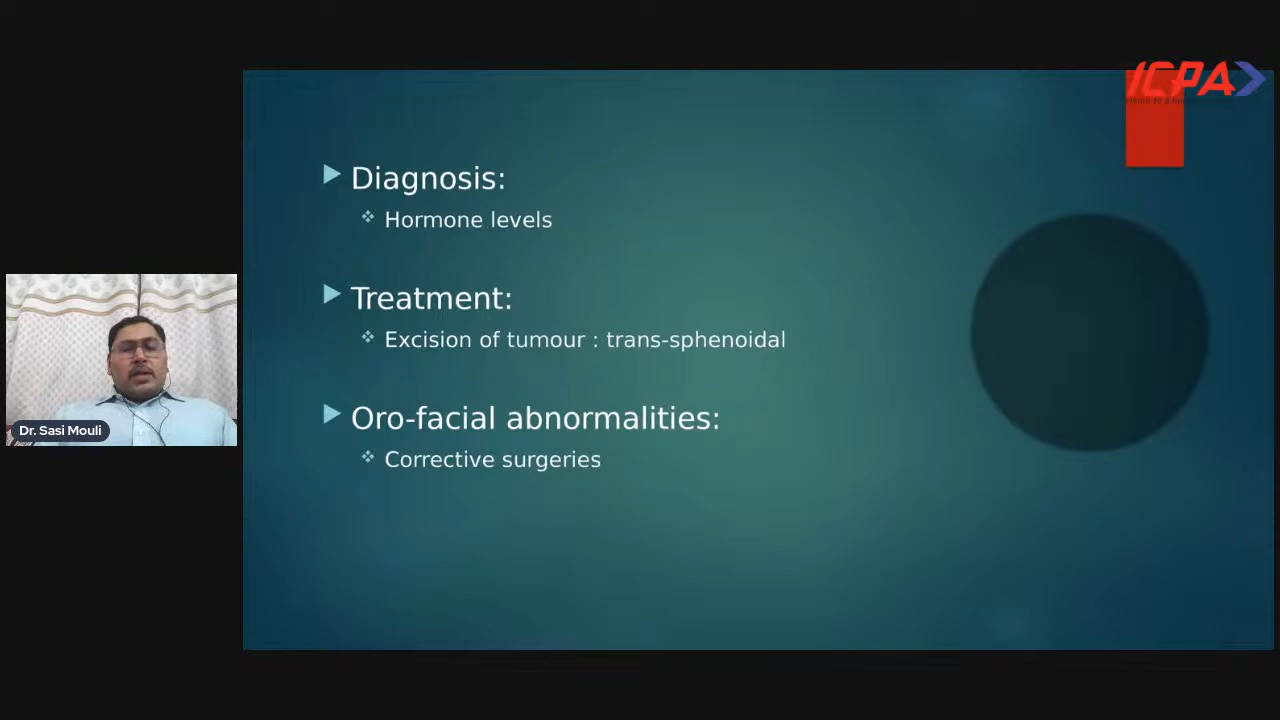 ICPA
Diagnosis:
Hormone levels
Treatment:
Excision of tumour : trans-sphenoidal
Oro-facial abnormalities:
Corrective surgeries
Dr. Sasi Mouli